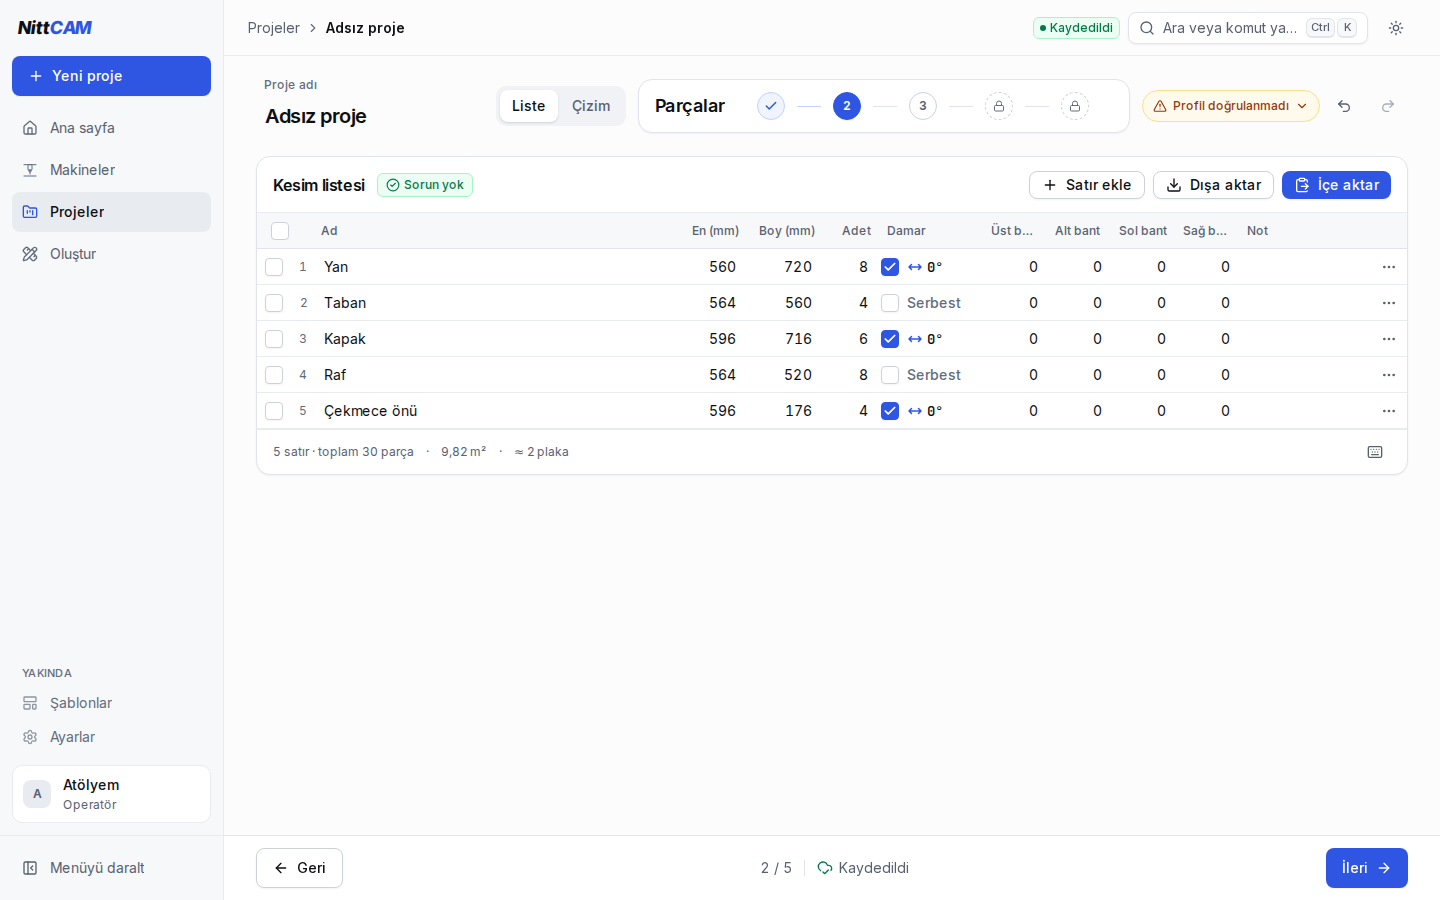 NittCAM
Yeni proje
Ana sayfa
Makineler
Projeler
Oluştur
YAKINDA
Şablonlar
Ayarlar
A
Atölyem
Operatör
Menüyü daralt
Projeler > Adsız proje
Kaydedildi
Ara veya komut ya... Ctrl K
Proje adı
Adsız proje
Liste Çizim
Parçalar 2 3
Profil doğrulanmadı
Kesim listesi Sorun yok
Satır ekle Dışa aktar İçe aktar
Ad En (mm) Boy (mm) Adet Damar Üst b... Alt bant Sol bant Sağ b... Not
1 Yan 560 720 8 0° 0 0 0 0
2 Taban 564 560 4 Serbest 0 0 0 0
3 Kapak 596 716 6 0° 0 0 0 0
4 Raf 564 520 8 Serbest 0 0 0 0
5 Çekmece önü 596 176 4 0° 0 0 0 0
5 satır · toplam 30 parça · 9,82 m² · ≈ 2 plaka
Geri
2 / 5
Kaydedildi
İleri